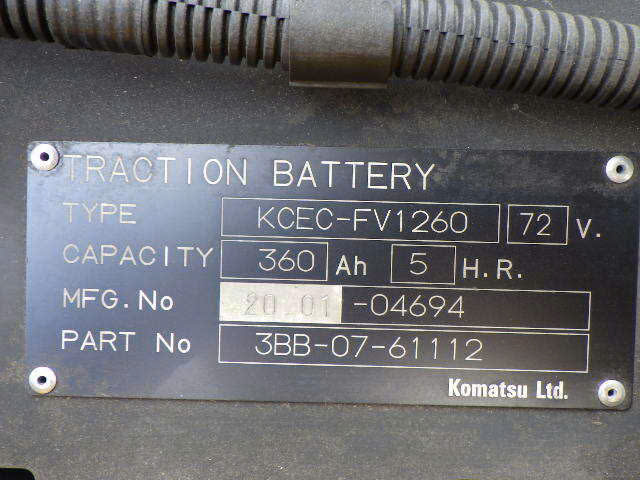 TRACTION BATTERY
TYPE KCEC-FV1260 72 V.
CAPACITY 360 Ah 5 H.R.
MFG.No 20 01 -04694
PART No 3BB-07-61112
Komatsu Ltd.